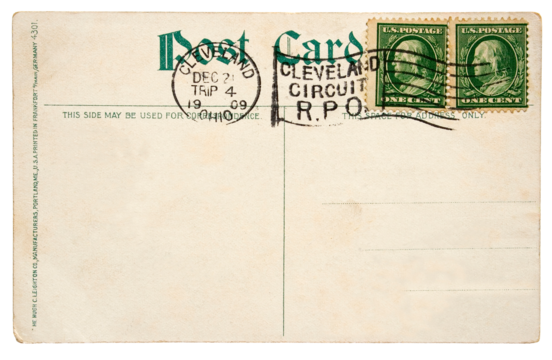 Post Card
CLEVELAND
DEC 21
TRIP 4
19 09
OHIO
CLEVELAND
CIRCUIT
R.P.O.
U.S. POSTAGE
ONE CENT
U.S. POSTAGE
ONE CENT
THIS SIDE MAY BE USED FOR CORRESPONDENCE.
THIS SPACE FOR ADDRESS ONLY.
THE HUGH C. LEIGHTON CO., MANUFACTURERS, PORTLAND, ME., U.S.A. PRINTED IN FRANKFORT GERMANY 4301.